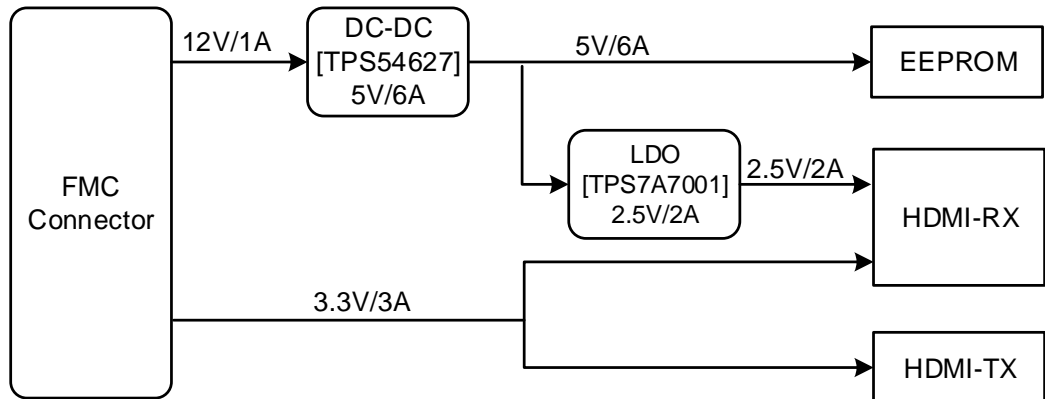 12V/1A
DC-DC
[TPS54627]
5V/6A
5V/6A
EEPROM
FMC
Connector
LDO
[TPS7A7001]
2.5V/2A
2.5V/2A
HDMI-RX
3.3V/3A
HDMI-TX